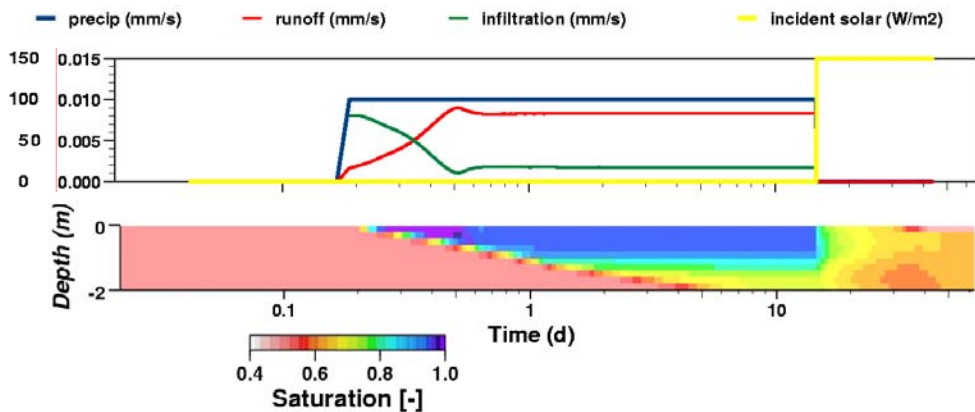 precip (mm/s) runoff (mm/s) infiltration (mm/s) incident solar (W/m2)
150 0.015
100 0.010
50 0.005
0 0.000
Depth (m)
0
-2
0.1 1 10
Time (d)
0.4 0.6 0.8 1.0
Saturation [-]